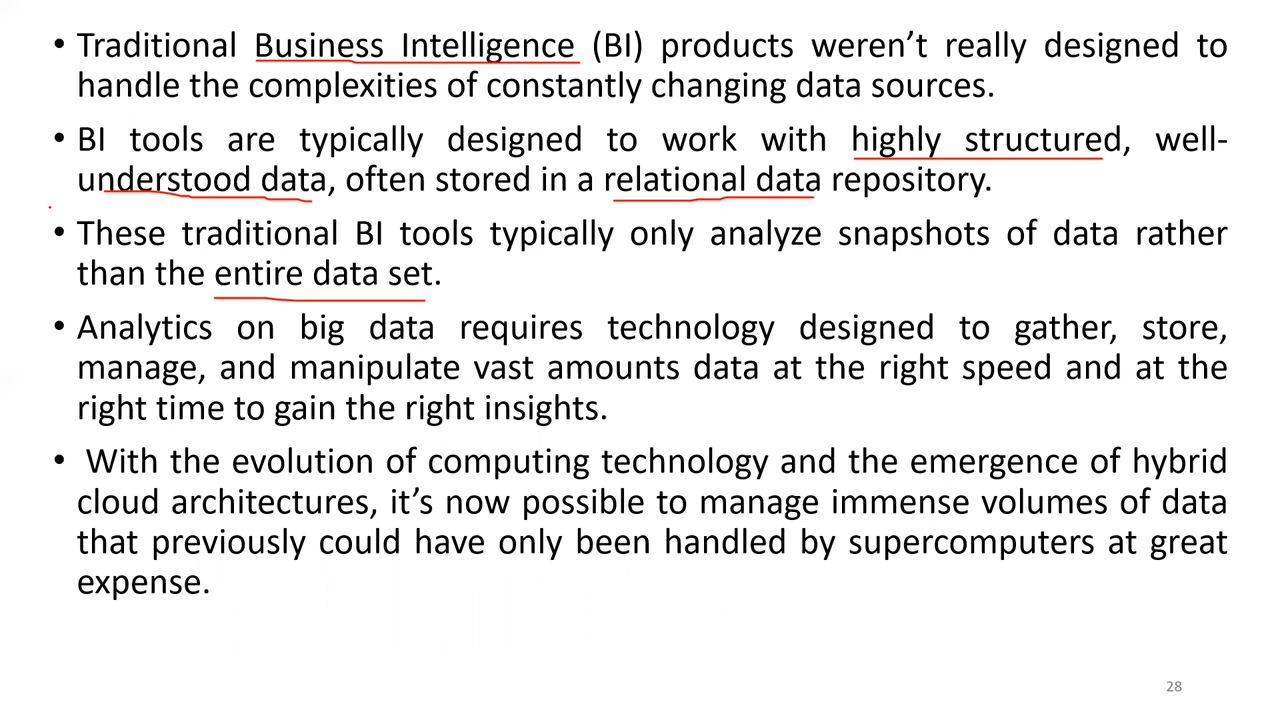 • Traditional Business Intelligence (BI) products weren’t really designed to
handle the complexities of constantly changing data sources.
• BI tools are typically designed to work with highly structured, well-
understood data, often stored in a relational data repository.
• These traditional BI tools typically only analyze snapshots of data rather
than the entire data set.
• Analytics on big data requires technology designed to gather, store,
manage, and manipulate vast amounts data at the right speed and at the
right time to gain the right insights.
• With the evolution of computing technology and the emergence of hybrid
cloud architectures, it’s now possible to manage immense volumes of data
that previously could have only been handled by supercomputers at great
expense.
28